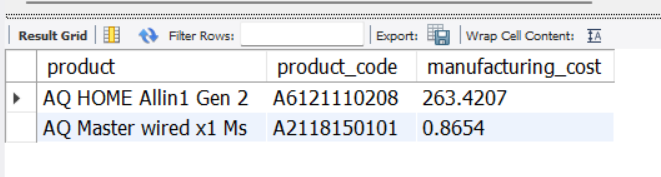 Result Grid Filter Rows: Export: Wrap Cell Content:
product product_code manufacturing_cost
AQ HOME Allin1 Gen 2 A6121110208 263.4207
AQ Master wired x1 Ms A2118150101 0.8654